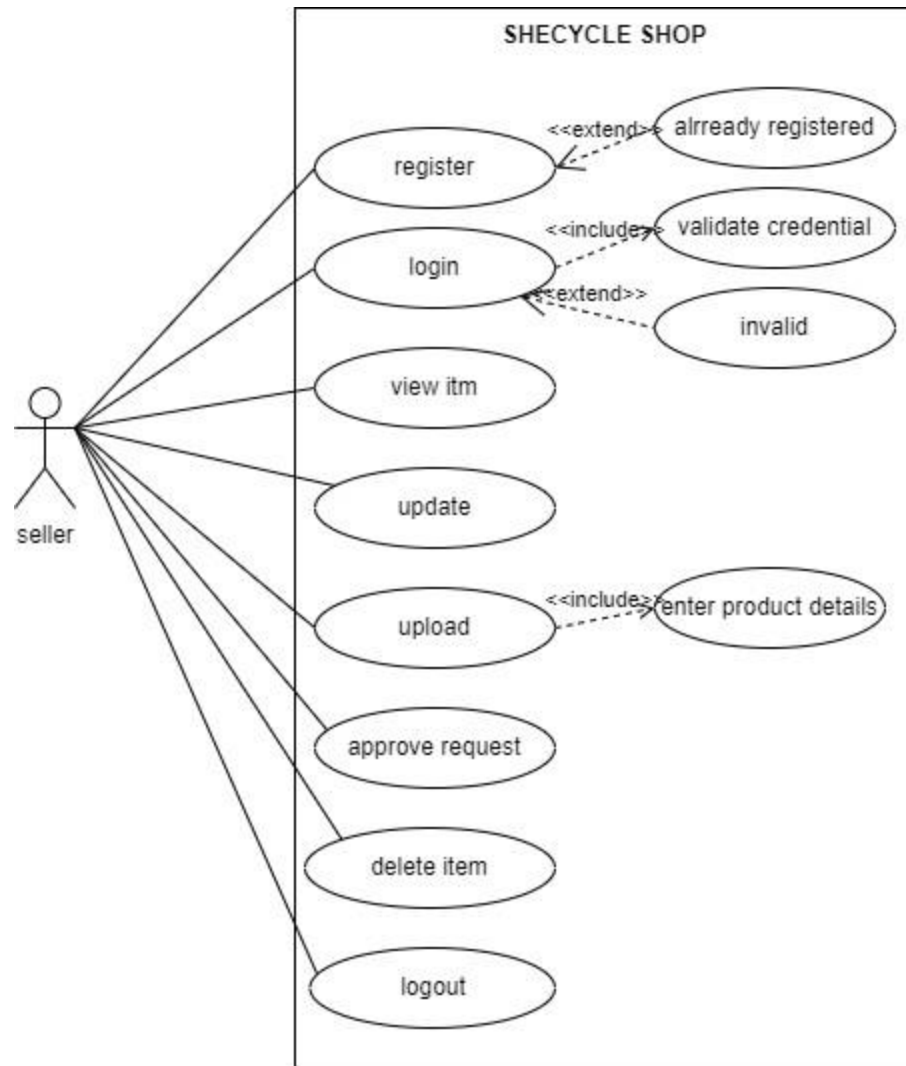 SHECYCLE SHOP
<<extend>>
alrready registered
register
<<include>>
validate credential
login
<<extend>>
invalid
view itm
update
seller
<<include>>
enter product details
upload
approve request
delete item
logout